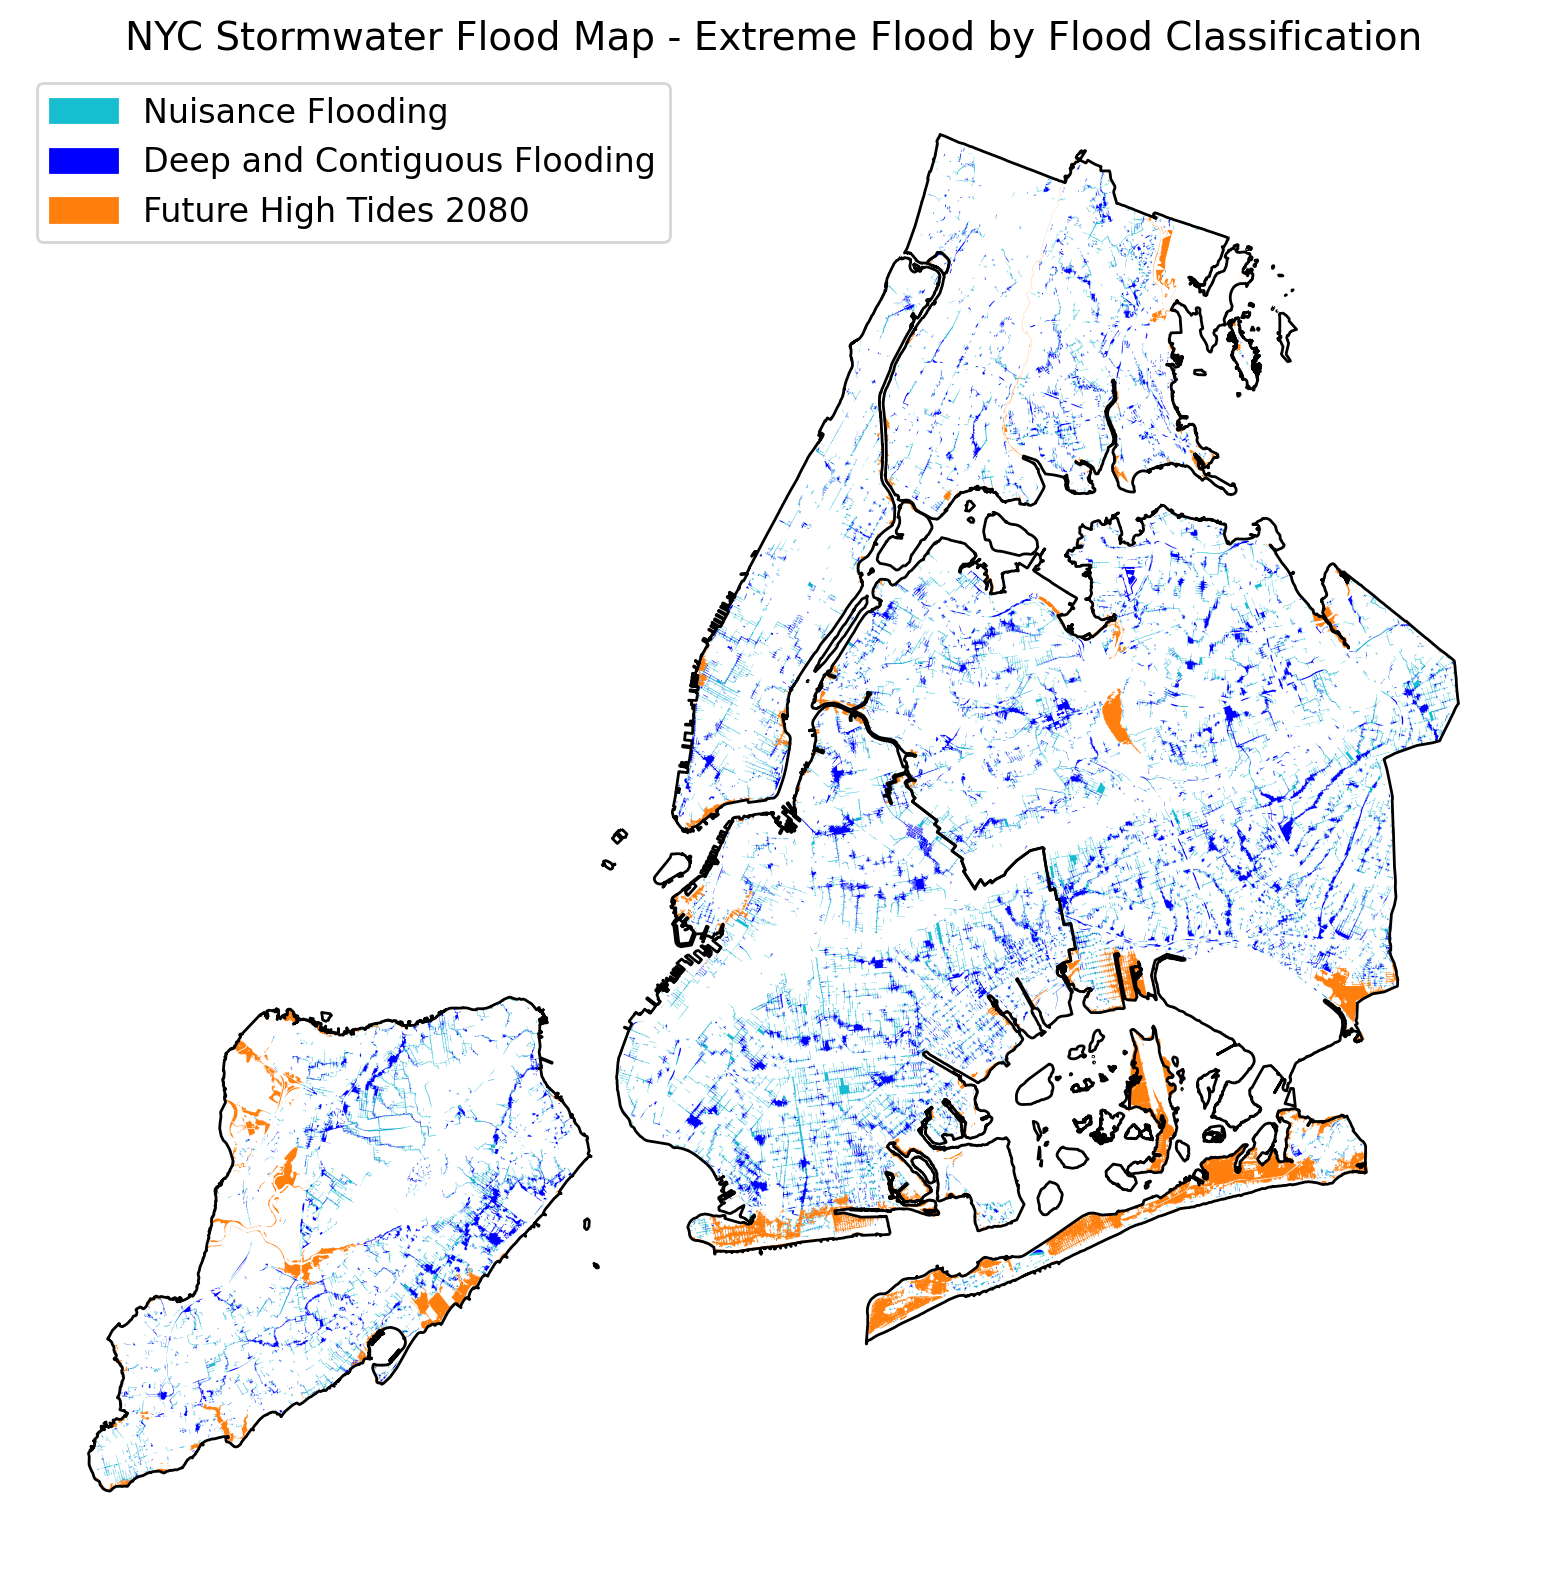 NYC Stormwater Flood Map - Extreme Flood by Flood Classification
Nuisance Flooding
Deep and Contiguous Flooding
Future High Tides 2080